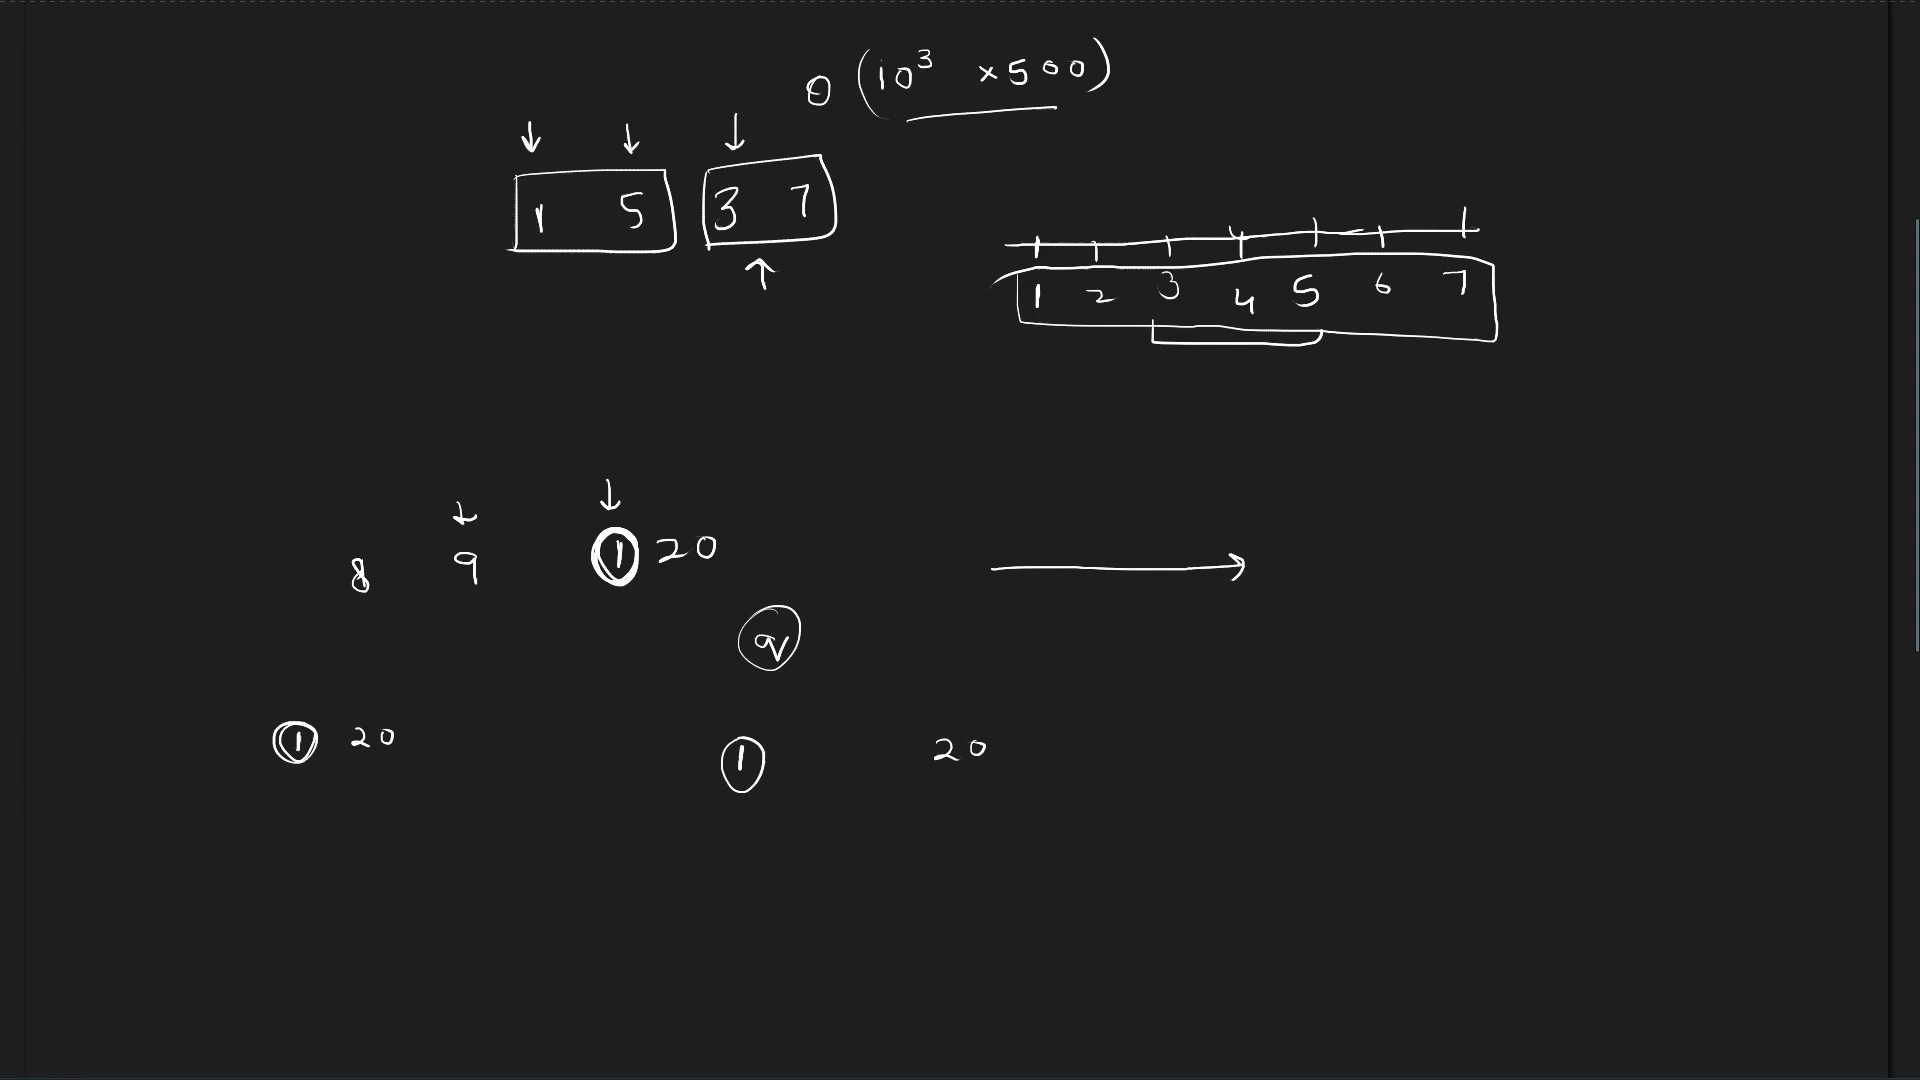 O (10³ × 500)
1 5 3 7
1 2 3 4 5 6 7
8 9 1 20
9
1 20 1 20